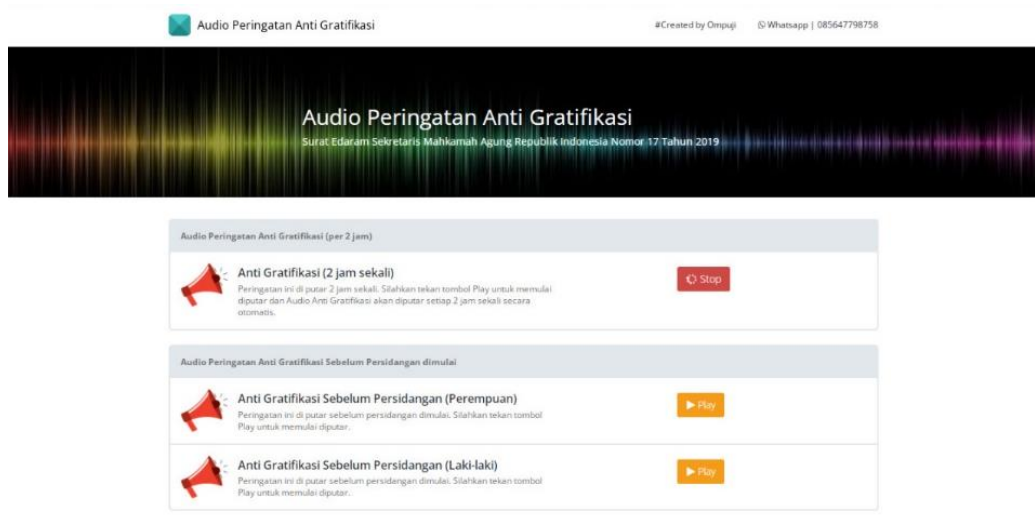 Audio Peringatan Anti Gratifikasi
#Created by Ompuji
Whatsapp | 085647798758
Audio Peringatan Anti Gratifikasi
Surat Edaram Sekretaris Mahkamah Agung Republik Indonesia Nomor 17 Tahun 2019
Audio Peringatan Anti Gratifikasi (per 2 jam)
Anti Gratifikasi (2 jam sekali)
Peringatan ini di putar 2 jam sekali. Silahkan tekan tombol Play untuk memulai
diputar dan Audio Anti Gratifikasi akan diputar setiap 2 jam sekali secara
otomatis.
Stop
Audio Peringatan Anti Gratifikasi Sebelum Persidangan dimulai
Anti Gratifikasi Sebelum Persidangan (Perempuan)
Peringatan ini di putar sebelum persidangan dimulai. Silahkan tekan tombol
Play untuk memulai diputar.
Play
Anti Gratifikasi Sebelum Persidangan (Laki-laki)
Peringatan ini di putar sebelum persidangan dimulai. Silahkan tekan tombol
Play untuk memulai diputar.
Play